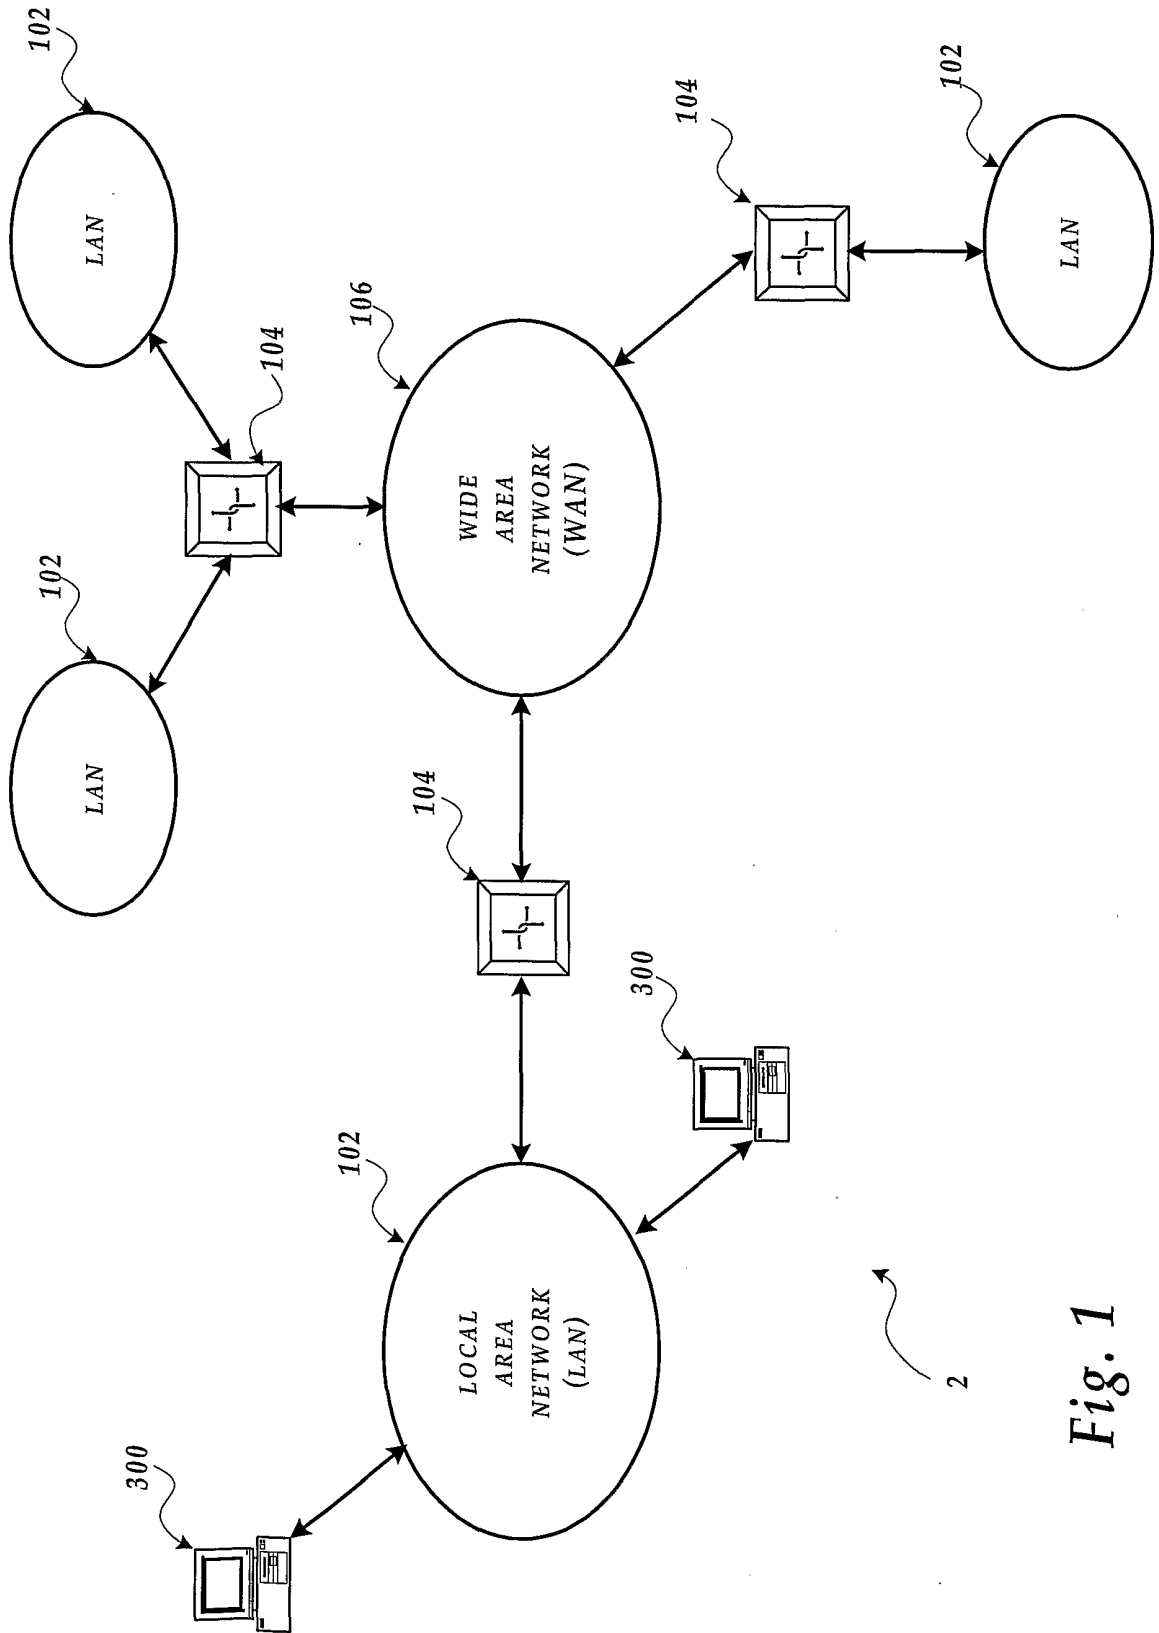 102
LAN
104
102
LAN
106
WIDE
AREA
NETWORK
(WAN)
104
102
LAN
104
300
LOCAL
AREA
NETWORK
(LAN)
102
300
2
Fig. 1